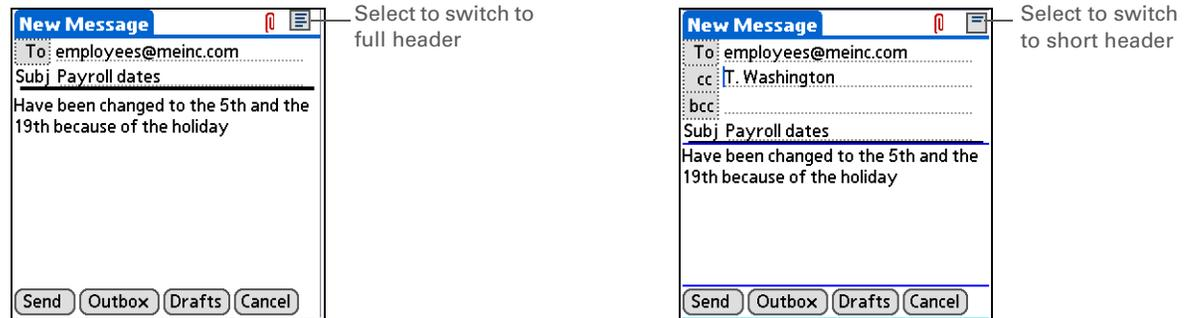 New Message
To employees@meinc.com
Subj Payroll dates
Have been changed to the 5th and the
19th because of the holiday
Send Outbox Drafts Cancel
Select to switch to
full header
New Message
To employees@meinc.com
cc T. Washington
bcc
Subj Payroll dates
Have been changed to the 5th and the
19th because of the holiday
Send Outbox Drafts Cancel
Select to switch
to short header